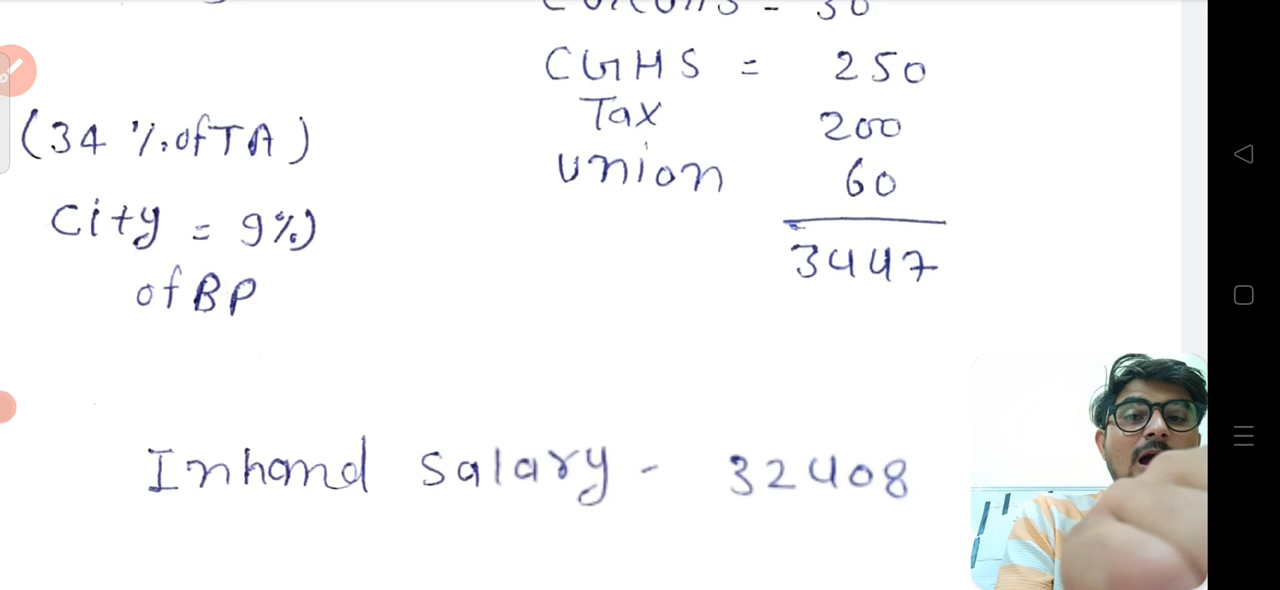 CGHS = 250
Tax 200
(34 %.of TA)
union 60
City = 9%)
3447
of BP
Inhand salary - 32408